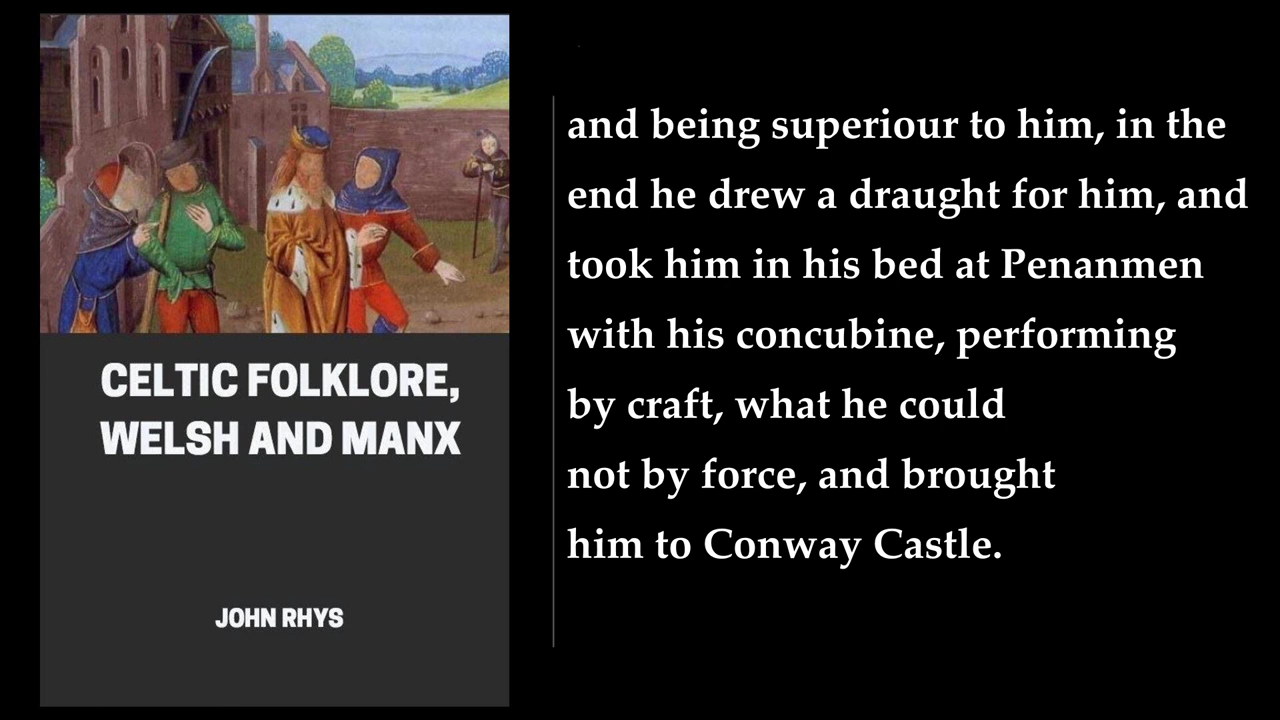 CELTIC FOLKLORE,
WELSH AND MANX
JOHN RHYS
and being superiour to him, in the
end he drew a draught for him, and
took him in his bed at Penanmen
with his concubine, performing
by craft, what he could
not by force, and brought
him to Conway Castle.